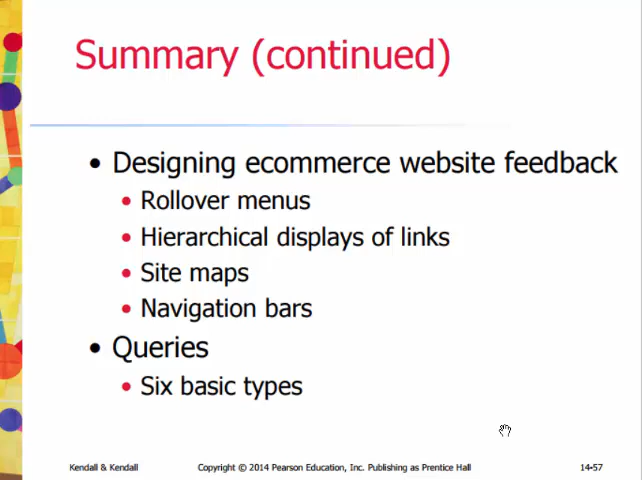 Summary (continued)
• Designing ecommerce website feedback
• Rollover menus
• Hierarchical displays of links
• Site maps
• Navigation bars
• Queries
• Six basic types
Kendall & Kendall Copyright © 2014 Pearson Education, Inc. Publishing as Prentice Hall 14-57